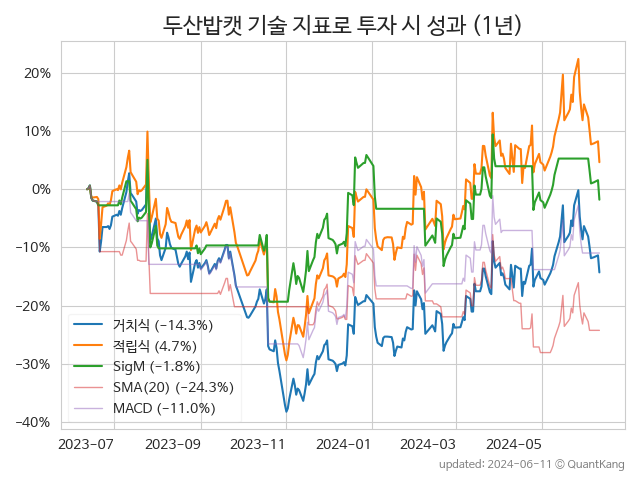 두산밥캣 기술 지표로 투자 시 성과 (1년)
20%
10%
0%
−10%
−20%
−30%
−40%
거치식 (−14.3%)
적립식 (4.7%)
SigM (−1.8%)
SMA(20) (−24.3%)
MACD (−11.0%)
2023−07 2023−09 2023−11 2024−01 2024−03 2024−05
updated: 2024−06−11 © QuantKang